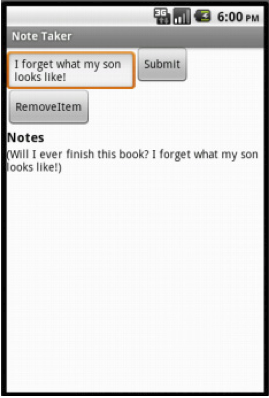 3G 6:00 PM
Note Taker
I forget what my son
looks like!
Submit
RemoveItem
Notes
(Will I ever finish this book? I forget what my son
looks like!)